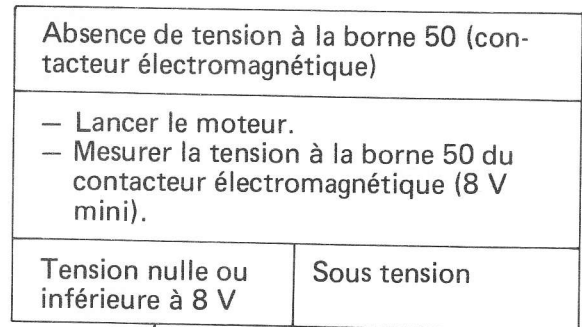 Absence de tension à la borne 50 (con-
tacteur électromagnétique)
— Lancer le moteur.
— Mesurer la tension à la borne 50 du
contacteur électromagnétique (8 V
mini).
Tension nulle ou
inférieure à 8 V
Sous tension